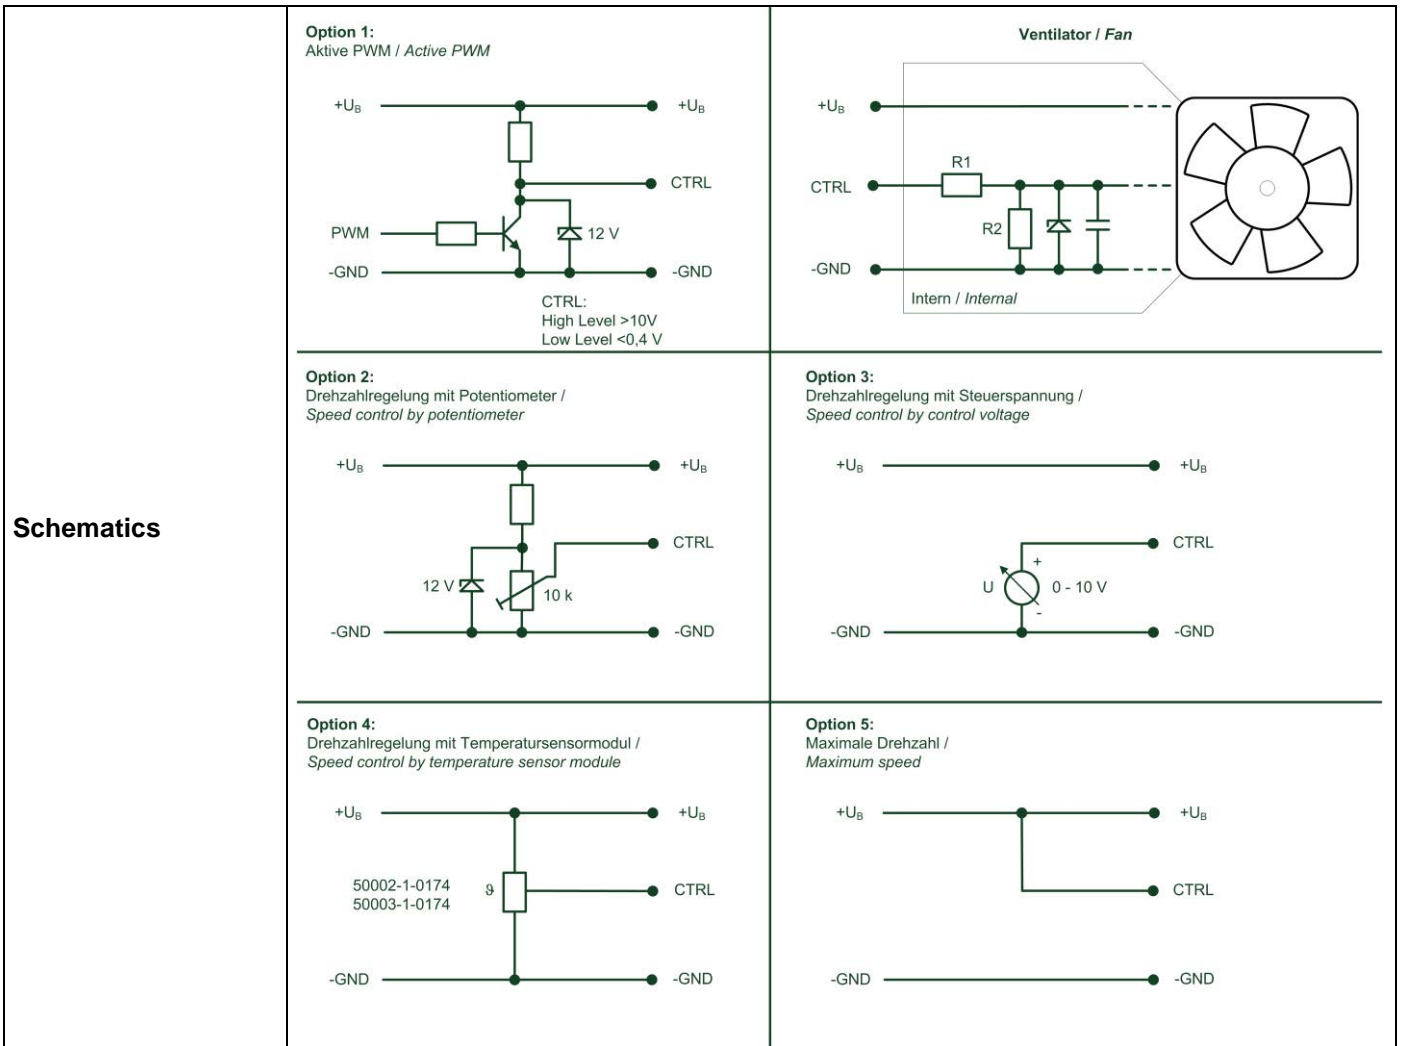 Schematics
Option 1:
Aktive PWM / Active PWM
+UB
+UB
CTRL
PWM
12 V
-GND
-GND
CTRL:
High Level >10V
Low Level <0,4 V
Ventilator / Fan
+UB
R1
CTRL
R2
-GND
Intern / Internal
Option 2:
Drehzahlregelung mit Potentiometer /
Speed control by potentiometer
+UB
+UB
CTRL
12 V
10 k
-GND
-GND
Option 3:
Drehzahlregelung mit Steuerspannung /
Speed control by control voltage
+UB
+UB
CTRL
+
U
0 - 10 V
-
-GND
-GND
Option 4:
Drehzahlregelung mit Temperatursensormodul /
Speed control by temperature sensor module
+UB
+UB
50002-1-0174
ϑ
CTRL
50003-1-0174
-GND
-GND
Option 5:
Maximale Drehzahl /
Maximum speed
+UB
+UB
CTRL
-GND
-GND